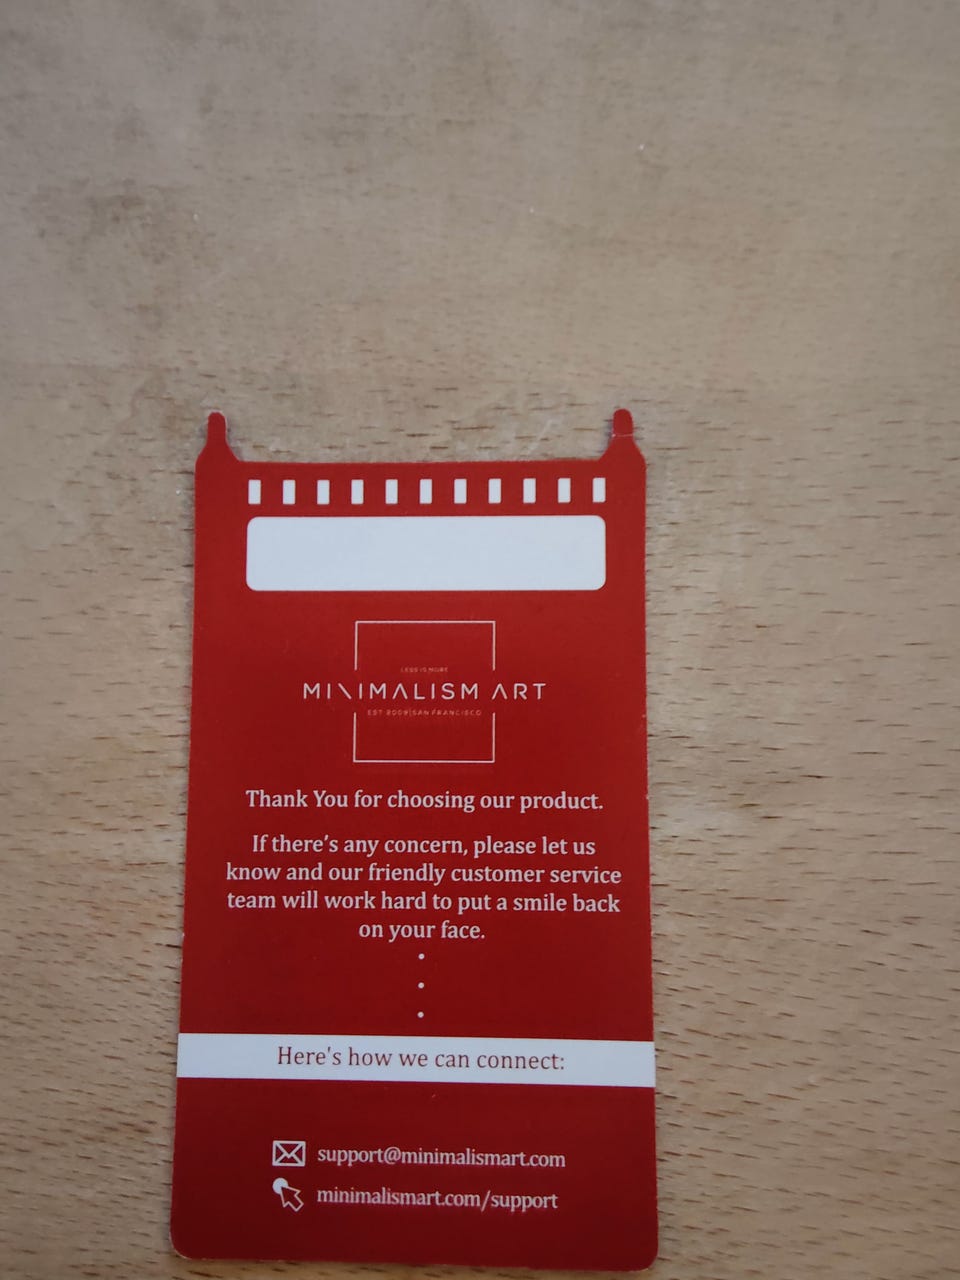 LESS IS MORE
MINIMALISM ART
EST 2009|SAN FRANCISCO
Thank You for choosing our product.
If there's any concern, please let us
know and our friendly customer service
team will work hard to put a smile back
on your face.
Here's how we can connect:
support@minimalismart.com
minimalismart.com/support